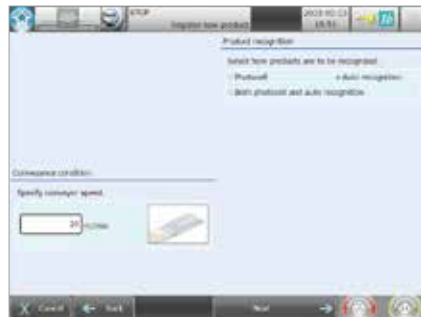 STOP
Register new product
Product recognition
Select how products are to be recognized.
Photocell
Auto recognition
Both photocell and auto recognition
Conveyance condition
Specify conveyor speed.
20 m/min
Cancel
Back
Next